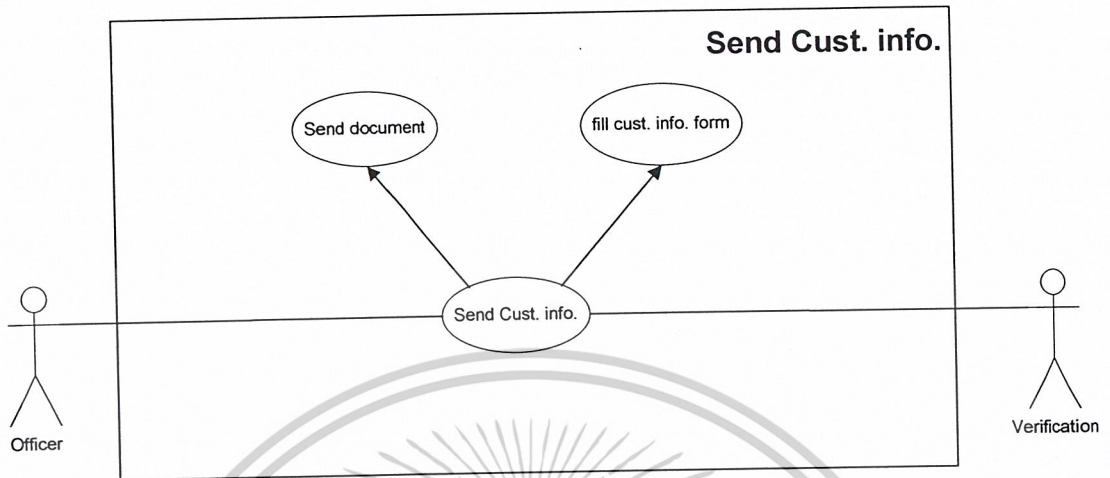 Send Cust. info.
Send document
fill cust. info. form
Send Cust. info.
Officer
Verification